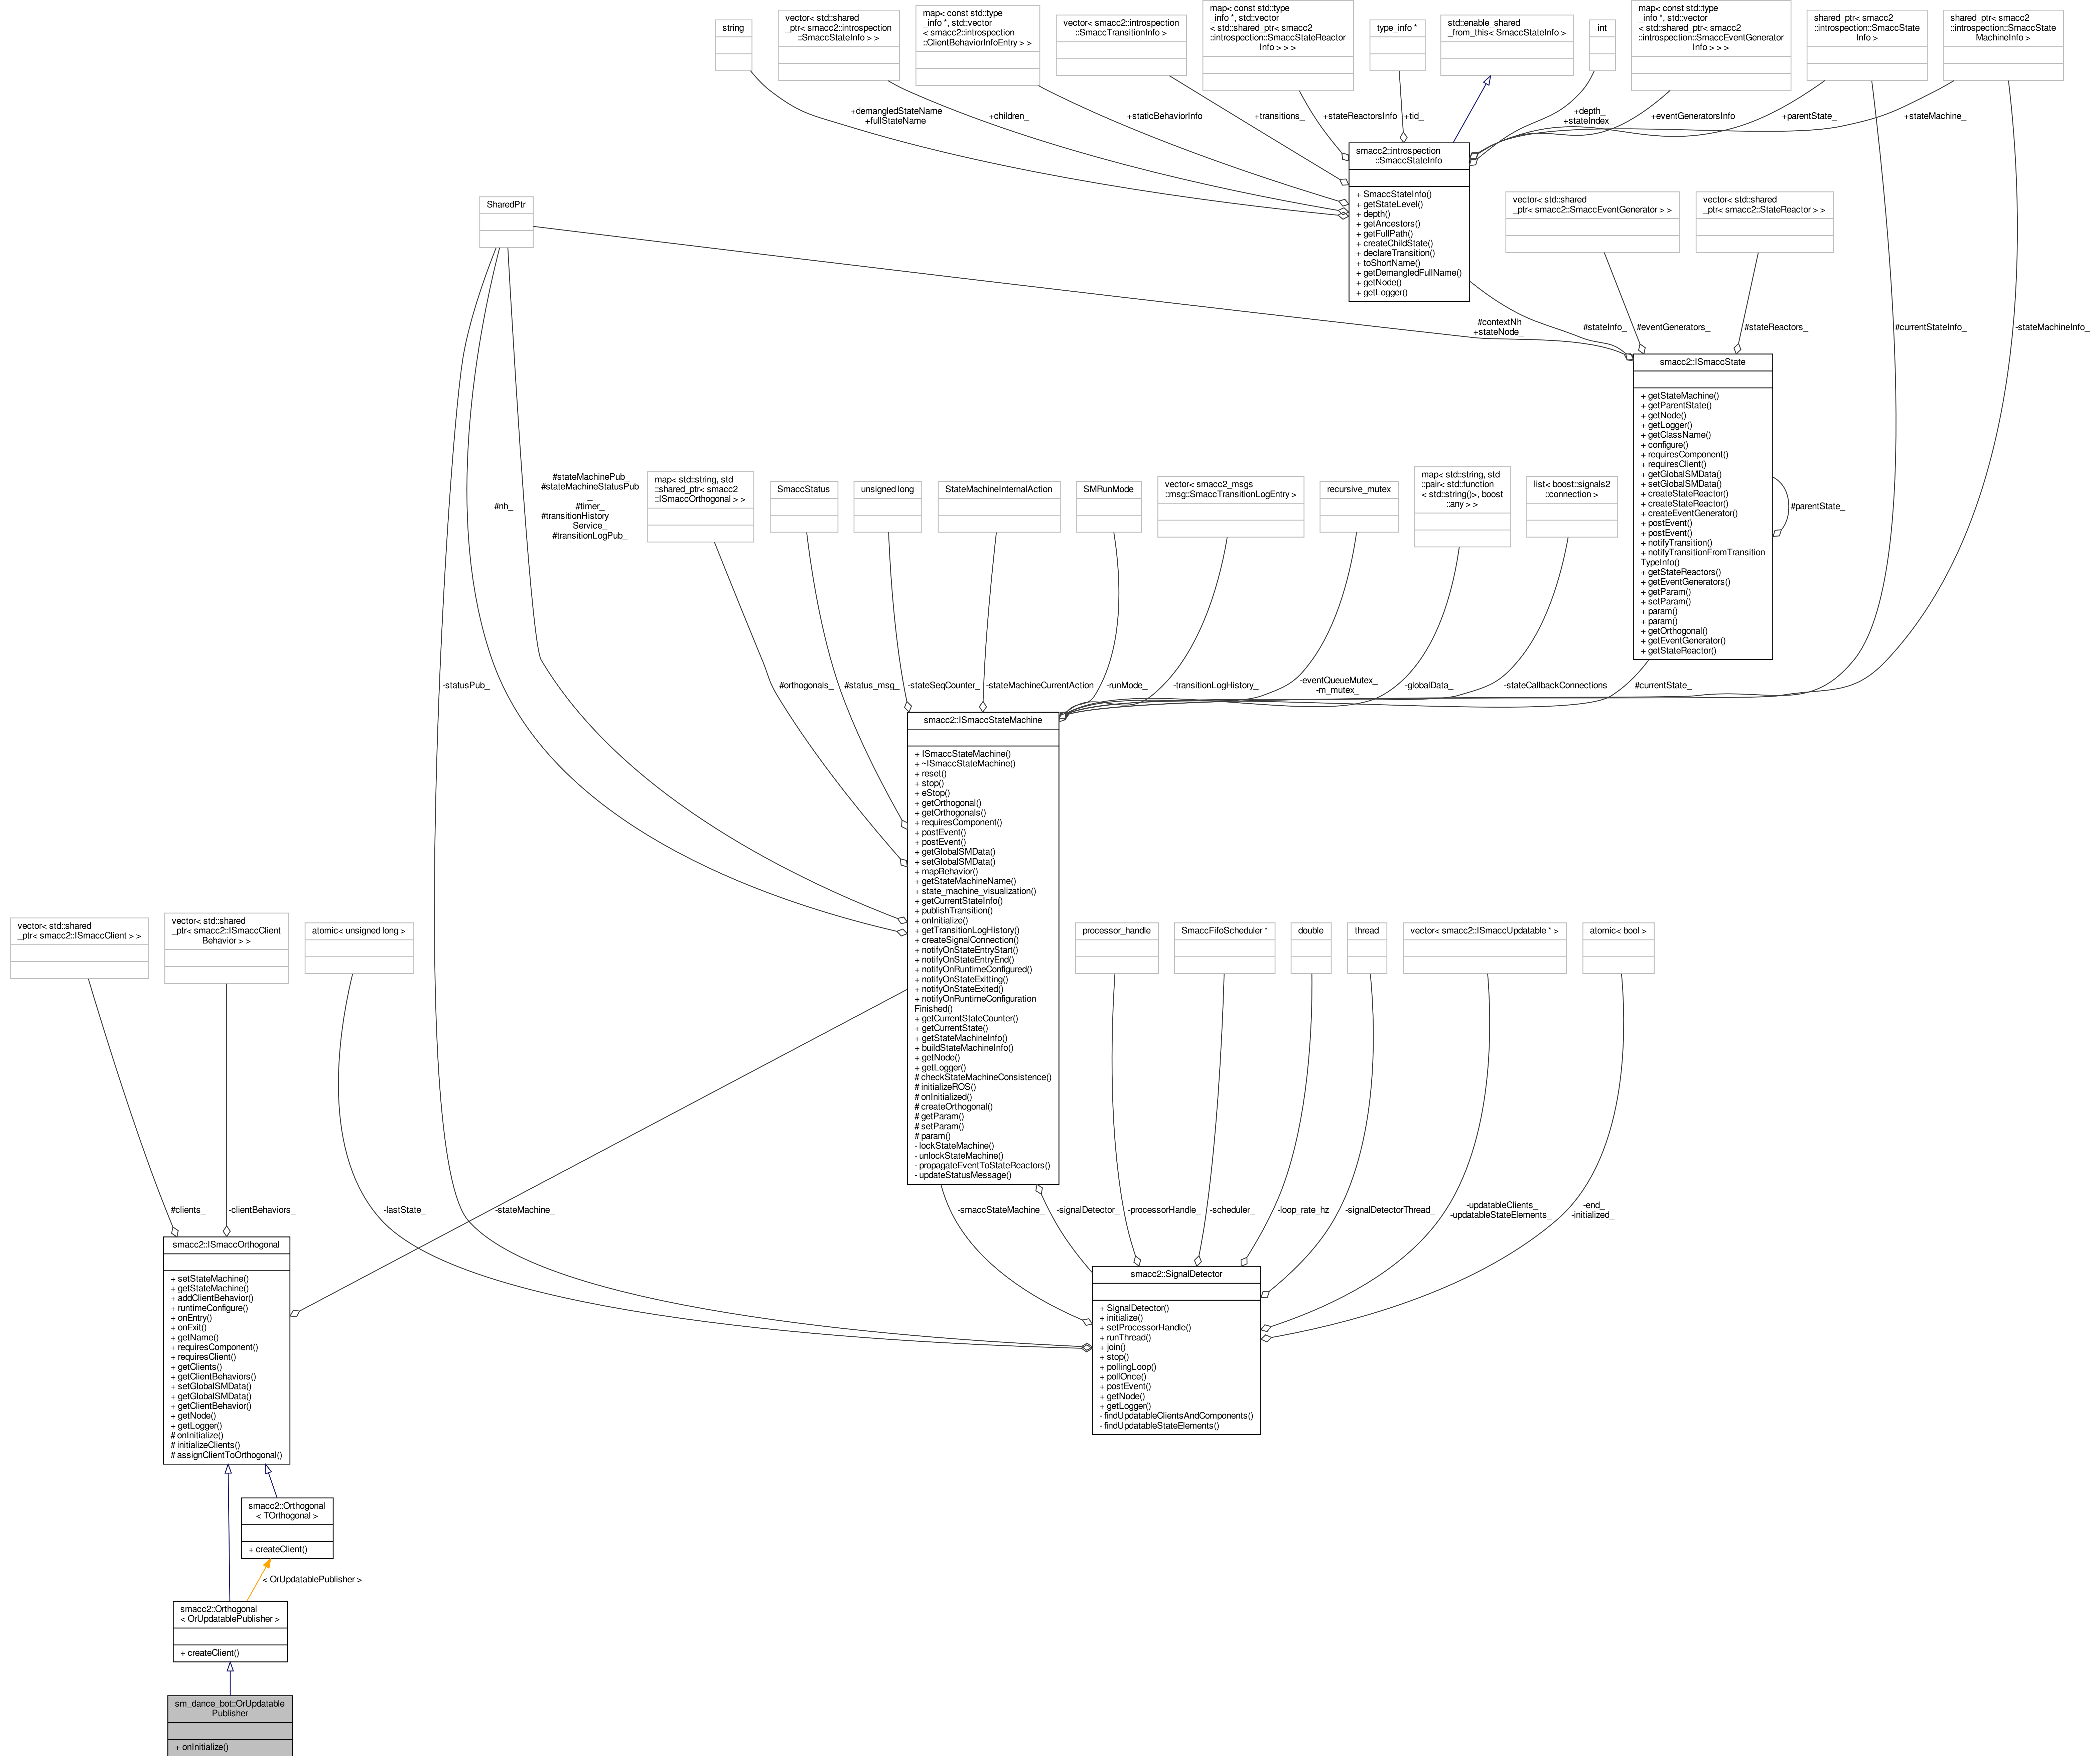 string
vector< std::shared
_ptr< smacc2::introspection
::SmaccStateInfo > >
map< const std::type
_info *, std::vector
< smacc2::introspection
::ClientBehaviorInfoEntry > >
vector< smacc2::introspection
::SmaccTransitionInfo >
map< const std::type
_info *, std::vector
< std::shared_ptr< smacc2
::introspection::SmaccStateReactor
Info > > >
type_info *
std::enable_shared
_from_this< SmaccStateInfo >
int
map< const std::type
_info *, std::vector
< std::shared_ptr< smacc2
::introspection::SmaccEventGenerator
Info > > >
shared_ptr< smacc2
::introspection::SmaccState
Info >
shared_ptr< smacc2
::introspection::SmaccState
MachineInfo >
+demangledStateName
+fullStateName
+children_
+staticBehaviorInfo
+transitions_
+stateReactorsInfo
+tid_
+depth_
+stateIndex_
+eventGeneratorsInfo
+parentState_
+stateMachine_
smacc2::introspection
::SmaccStateInfo
+ SmaccStateInfo()
+ getStateLevel()
+ depth()
+ getAncestors()
+ getFullPath()
+ createChildState()
+ declareTransition()
+ toShortName()
+ getDemangledFullName()
+ getNode()
+ getLogger()
SharedPtr
vector< std::shared
_ptr< smacc2::SmaccEventGenerator > >
vector< std::shared
_ptr< smacc2::StateReactor > >
#contextNh
+stateNode_
#stateInfo_
#eventGenerators_
#stateReactors_
#currentStateInfo_
-stateMachineInfo_
smacc2::ISmaccState
+ getStateMachine()
+ getParentState()
+ getNode()
+ getLogger()
+ getClassName()
+ configure()
+ requiresComponent()
+ requiresClient()
+ getGlobalSMData()
+ setGlobalSMData()
+ createStateReactor()
+ createStateReactor()
+ createEventGenerator()
+ postEvent()
+ postEvent()
+ notifyTransition()
+ notifyTransitionFromTransition
TypeInfo()
+ getStateReactors()
+ getEventGenerators()
+ getParam()
+ setParam()
+ param()
+ param()
+ getOrthogonal()
+ getEventGenerator()
+ getStateReactor()
#parentState_
#nh_
#stateMachinePub_
#stateMachineStatusPub
_
#timer_
#transitionHistory
Service_
#transitionLogPub_
map< std::string, std
::shared_ptr< smacc2
::ISmaccOrthogonal > >
SmaccStatus
unsigned long
StateMachineInternalAction
SMRunMode
vector< smacc2_msgs
::msg::SmaccTransitionLogEntry >
recursive_mutex
map< std::string, std
::pair< std::function
< std::string()>, boost
::any > >
list< boost::signals2
::connection >
-statusPub_
#orthogonals_
#status_msg_
-stateSeqCounter_
-stateMachineCurrentAction
-runMode_
-transitionLogHistory_
-eventQueueMutex_
-m_mutex_
-globalData_
-stateCallbackConnections
#currentState_
smacc2::ISmaccStateMachine
+ ISmaccStateMachine()
+ ~ISmaccStateMachine()
+ reset()
+ stop()
+ eStop()
+ getOrthogonal()
+ getOrthogonals()
+ requiresComponent()
+ postEvent()
+ postEvent()
+ getGlobalSMData()
+ setGlobalSMData()
+ mapBehavior()
+ getStateMachineName()
+ state_machine_visualization()
+ getCurrentStateInfo()
+ publishTransition()
+ onInitialize()
+ getTransitionLogHistory()
+ createSignalConnection()
+ notifyOnStateEntryStart()
+ notifyOnStateEntryEnd()
+ notifyOnRuntimeConfigured()
+ notifyOnStateExitting()
+ notifyOnStateExited()
+ notifyOnRuntimeConfiguration
Finished()
+ getCurrentStateCounter()
+ getCurrentState()
+ getStateMachineInfo()
+ buildStateMachineInfo()
+ getNode()
+ getLogger()
# checkStateMachineConsistence()
# initializeROS()
# onInitialized()
# createOrthogonal()
# getParam()
# setParam()
# param()
- lockStateMachine()
- unlockStateMachine()
- propagateEventToStateReactors()
- updateStatusMessage()
vector< std::shared
_ptr< smacc2::ISmaccClient > >
vector< std::shared
_ptr< smacc2::ISmaccClient
Behavior > >
atomic< unsigned long >
processor_handle
SmaccFifoScheduler *
double
thread
vector< smacc2::ISmaccUpdatable * >
atomic< bool >
#clients_
-clientBehaviors_
-lastState_
-stateMachine_
-smaccStateMachine_
-signalDetector_
-processorHandle_
-scheduler_
-loop_rate_hz
-signalDetectorThread_
-updatableClients_
-updatableStateElements_
-end_
-initialized_
smacc2::ISmaccOrthogonal
+ setStateMachine()
+ getStateMachine()
+ addClientBehavior()
+ runtimeConfigure()
+ onEntry()
+ onExit()
+ getName()
+ requiresComponent()
+ requiresClient()
+ getClients()
+ getClientBehaviors()
+ setGlobalSMData()
+ getGlobalSMData()
+ getClientBehavior()
+ getNode()
+ getLogger()
# onInitialize()
# initializeClients()
# assignClientToOrthogonal()
smacc2::SignalDetector
+ SignalDetector()
+ initialize()
+ setProcessorHandle()
+ runThread()
+ join()
+ stop()
+ pollingLoop()
+ pollOnce()
+ postEvent()
+ getNode()
+ getLogger()
- findUpdatableClientsAndComponents()
- findUpdatableStateElements()
smacc2::Orthogonal
< TOrthogonal >
+ createClient()
< OrUpdatablePublisher >
smacc2::Orthogonal
< OrUpdatablePublisher >
+ createClient()
sm_dance_bot::OrUpdatable
Publisher
+ onInitialize()